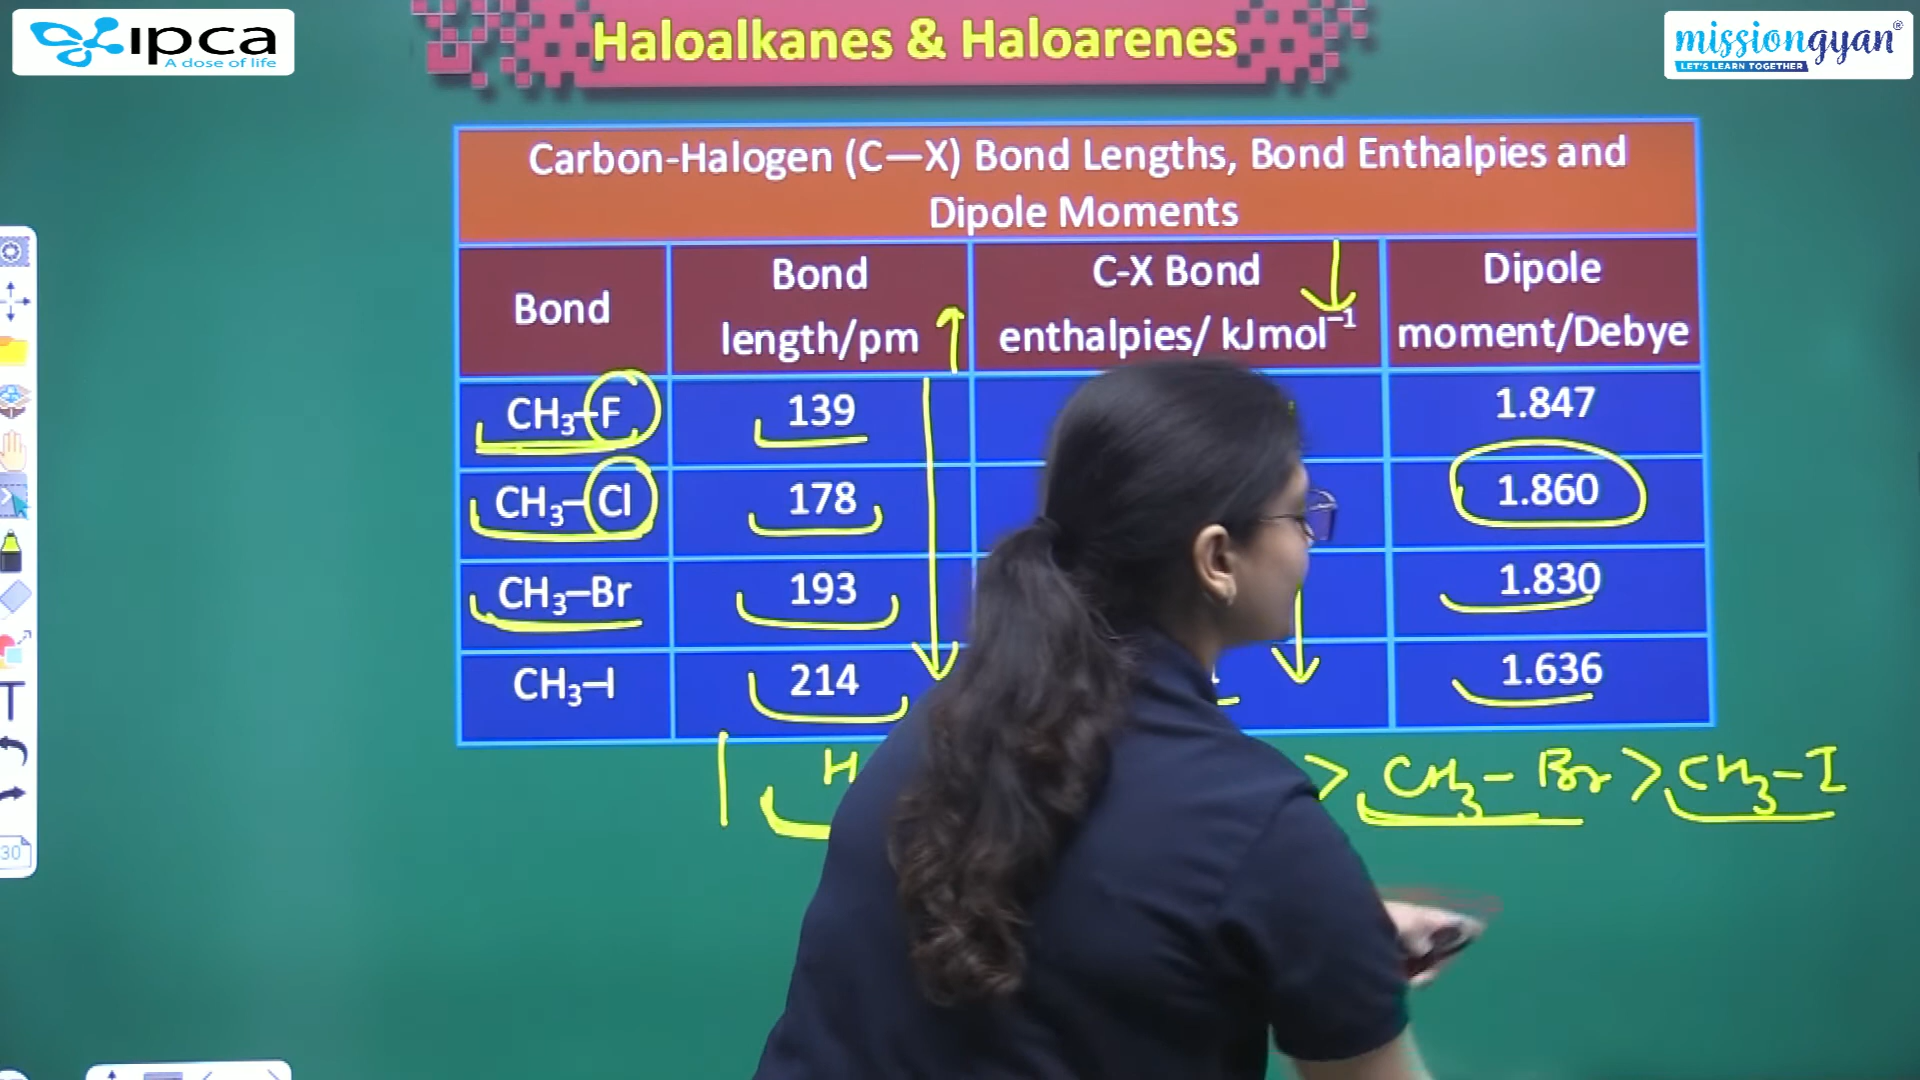 ipca
A dose of life
Haloalkanes & Haloarenes
missiongyan®
LET'S LEARN TOGETHER
Carbon-Halogen (C—X) Bond Lengths, Bond Enthalpies and
Dipole Moments
Bond
Bond
length/pm
C-X Bond
enthalpies/ kJmol⁻¹
Dipole
moment/Debye
CH₃–F
139
1.847
CH₃–Cl
178
1.860
CH₃–Br
193
1.830
CH₃–I
214
1.636
H > CH₃–Br > CH₃–I
T
30